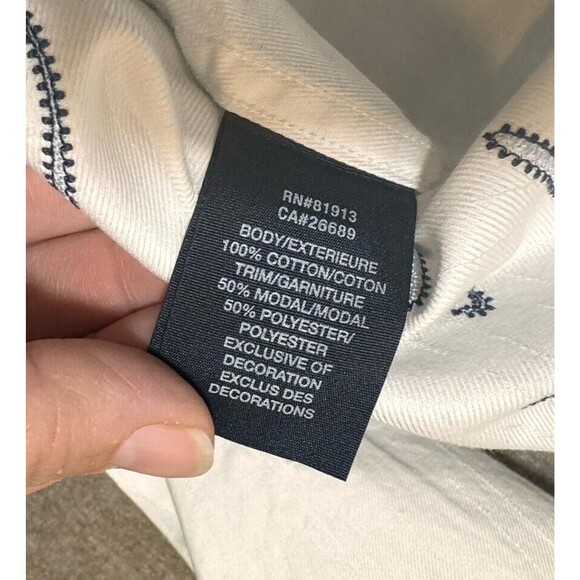 RN#81913
CA#26689
BODY/EXTERIEURE
100% COTTON/COTON
TRIM/GARNITURE
50% MODAL/MODAL
50% POLYESTER/
POLYESTER
EXCLUSIVE OF
DECORATION
EXCLUS DES
DECORATIONS